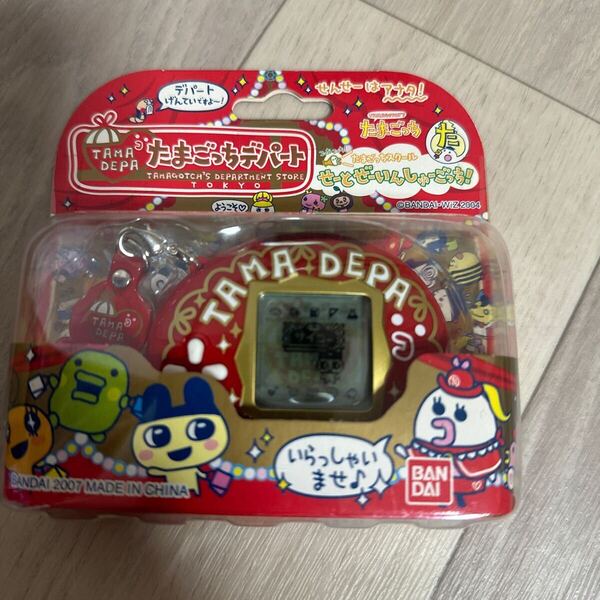 デパート
げんていですよ〜!
せんせーはアナタ!
たまごっち
TAMA
DEPA
たまごっちデパート
TAMAGOTCH'S DEPARTMENT STORE
TOKYO
たまごっちスクール
せーとぜーいんしゅーごっち!
ようこそ♡
©BANDAI・WiZ 2004
TAMA DEPA
TAMA
DEPA
いらっしゃい
ませ♪
BAN
DAI
BANDAI 2007 MADE IN CHINA